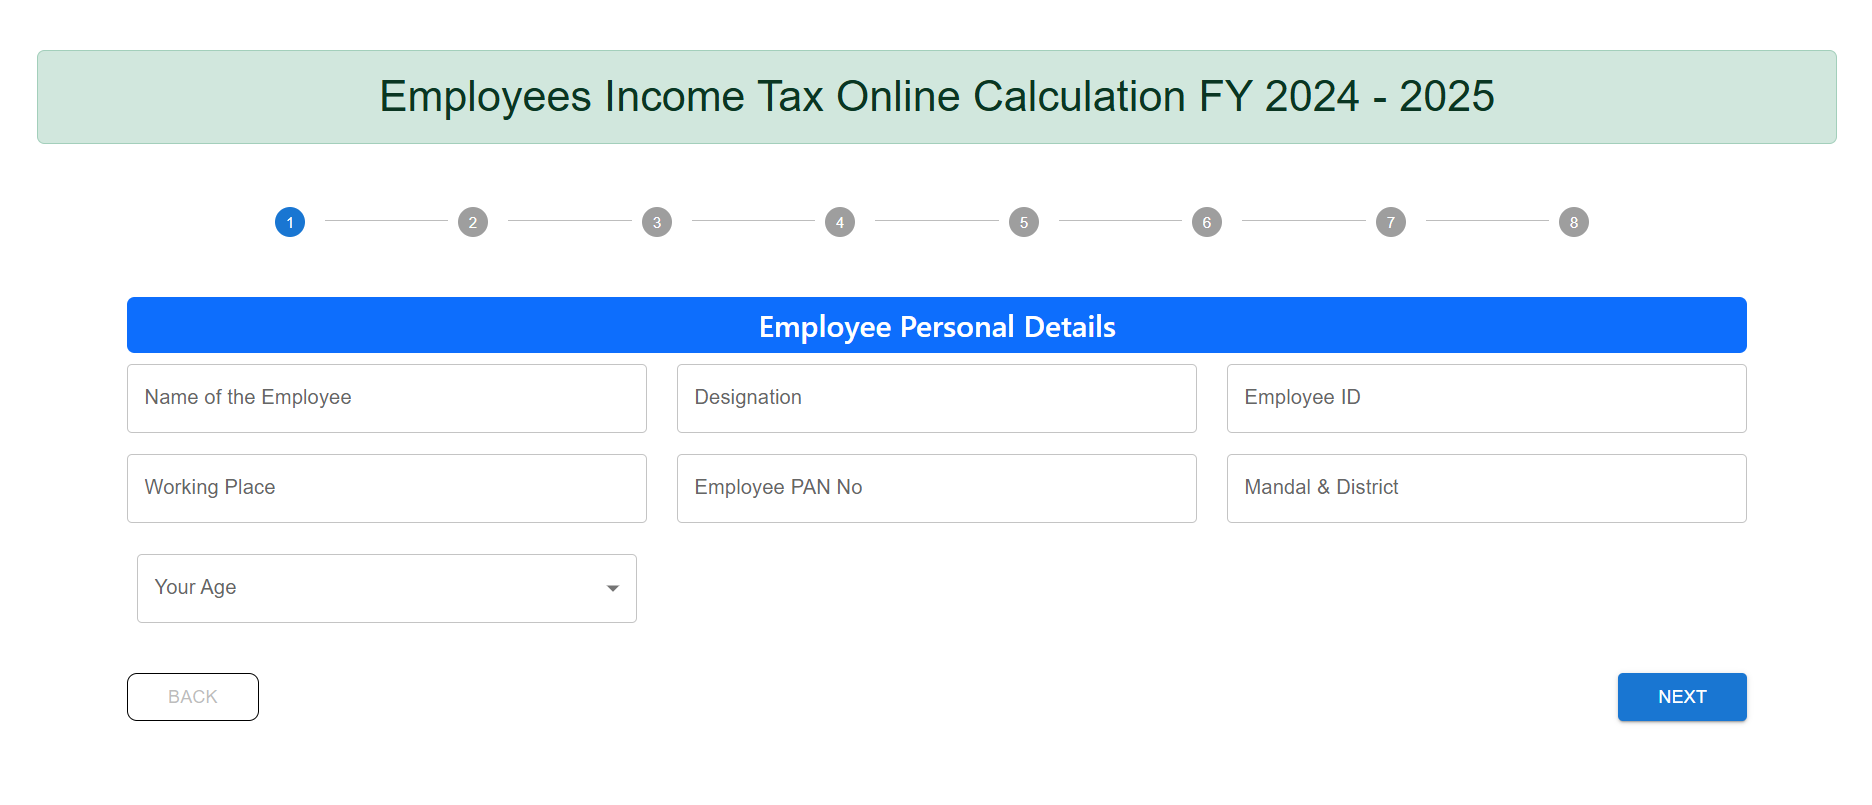 Employees Income Tax Online Calculation FY 2024 - 2025
1 2 3 4 5 6 7 8
Employee Personal Details
Name of the Employee Designation Employee ID
Working Place Employee PAN No Mandal & District
Your Age
BACK NEXT